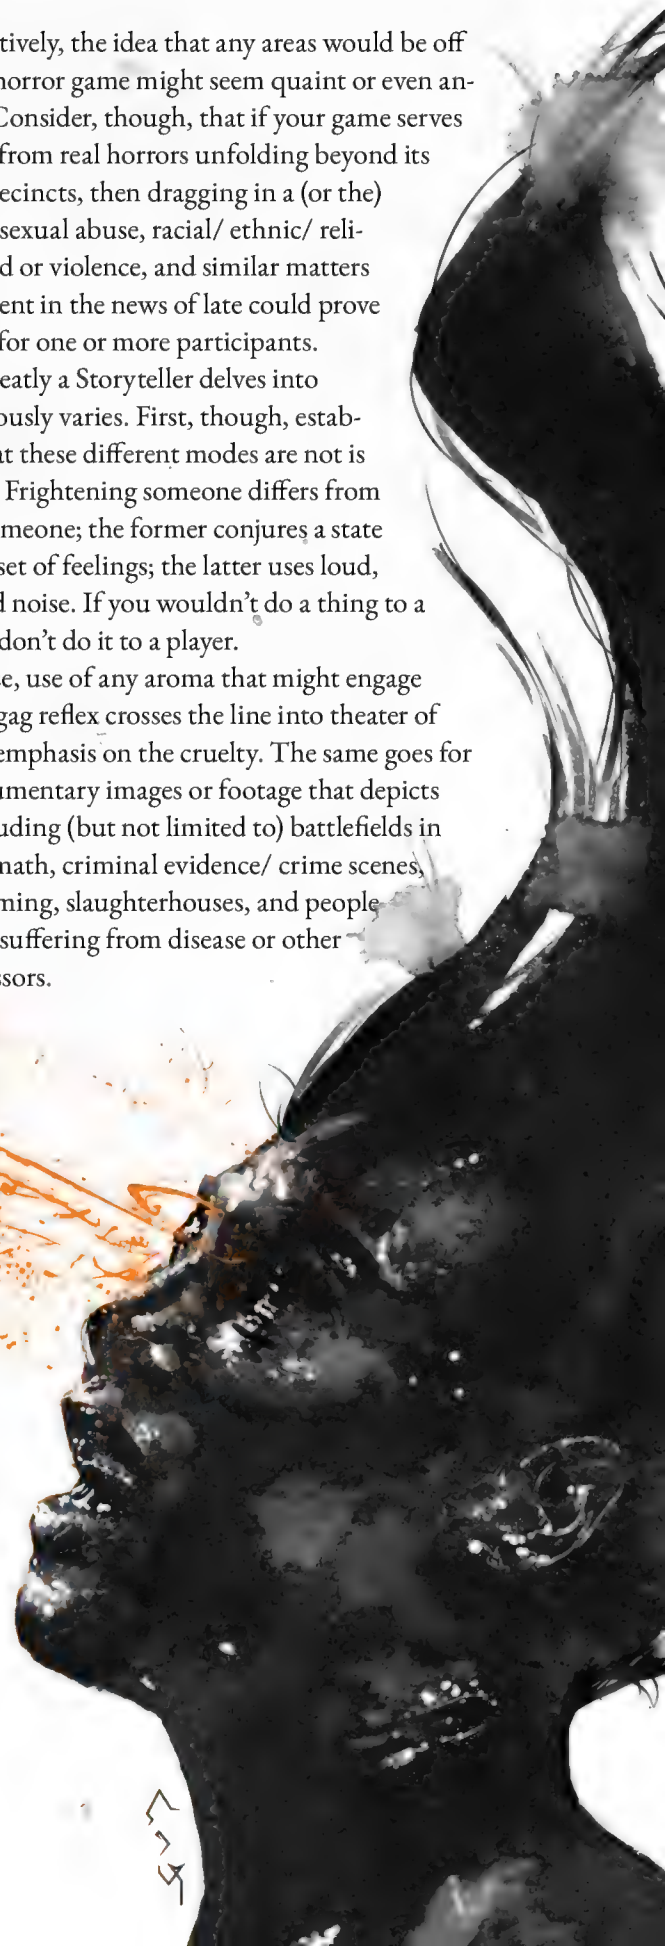 tively, the idea that any areas would be off
horror game might seem quaint or even an-
Consider, though, that if your game serves
from real horrors unfolding beyond its
ecincts, then dragging in a (or the)
sexual abuse, racial/ ethnic/ reli-
d or violence, and similar matters
ent in the news of late could prove
for one or more participants.
eatly a Storyteller delves into
ously varies. First, though, estab-
at these different modes are not is
Frightening someone differs from
meone; the former conjures a state
set of feelings; the latter uses loud,
d noise. If you wouldn’t do a thing to a
don’t do it to a player.
e, use of any aroma that might engage
gag reflex crosses the line into theater of
emphasis on the cruelty. The same goes for
umentary images or footage that depicts
uding (but not limited to) battlefields in
math, criminal evidence/ crime scenes,
ming, slaughterhouses, and people
suffering from disease or other
ssors.